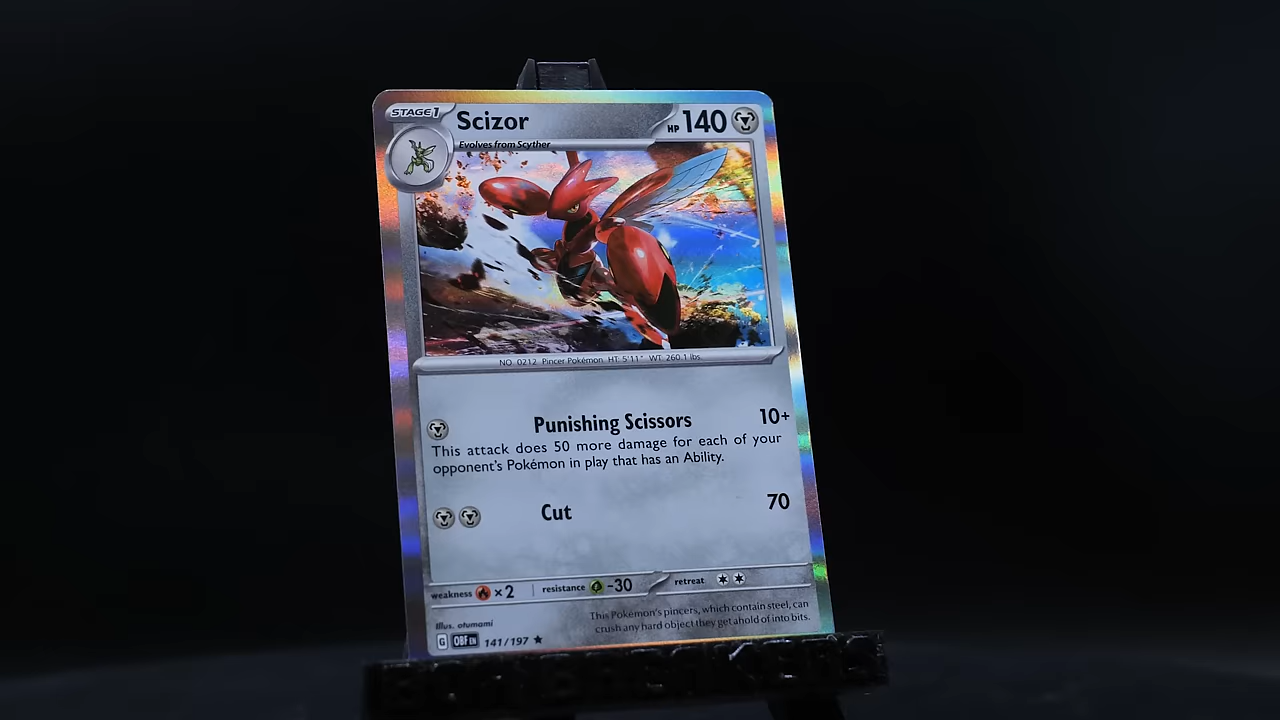 STAGE1 Scizor HP 140
Evolves from Scyther
NO. 0212 Pincer Pokémon HT: 5'11" WT: 260.1 lbs.
Punishing Scissors 10+
This attack does 50 more damage for each of your
opponent's Pokémon in play that has an Ability.
Cut 70
weakness ×2 resistance -30 retreat
Illus. otumami
This Pokémon's pincers, which contain steel, can
crush any hard object they get ahold of into bits.
G OBF EN 141/197 ★